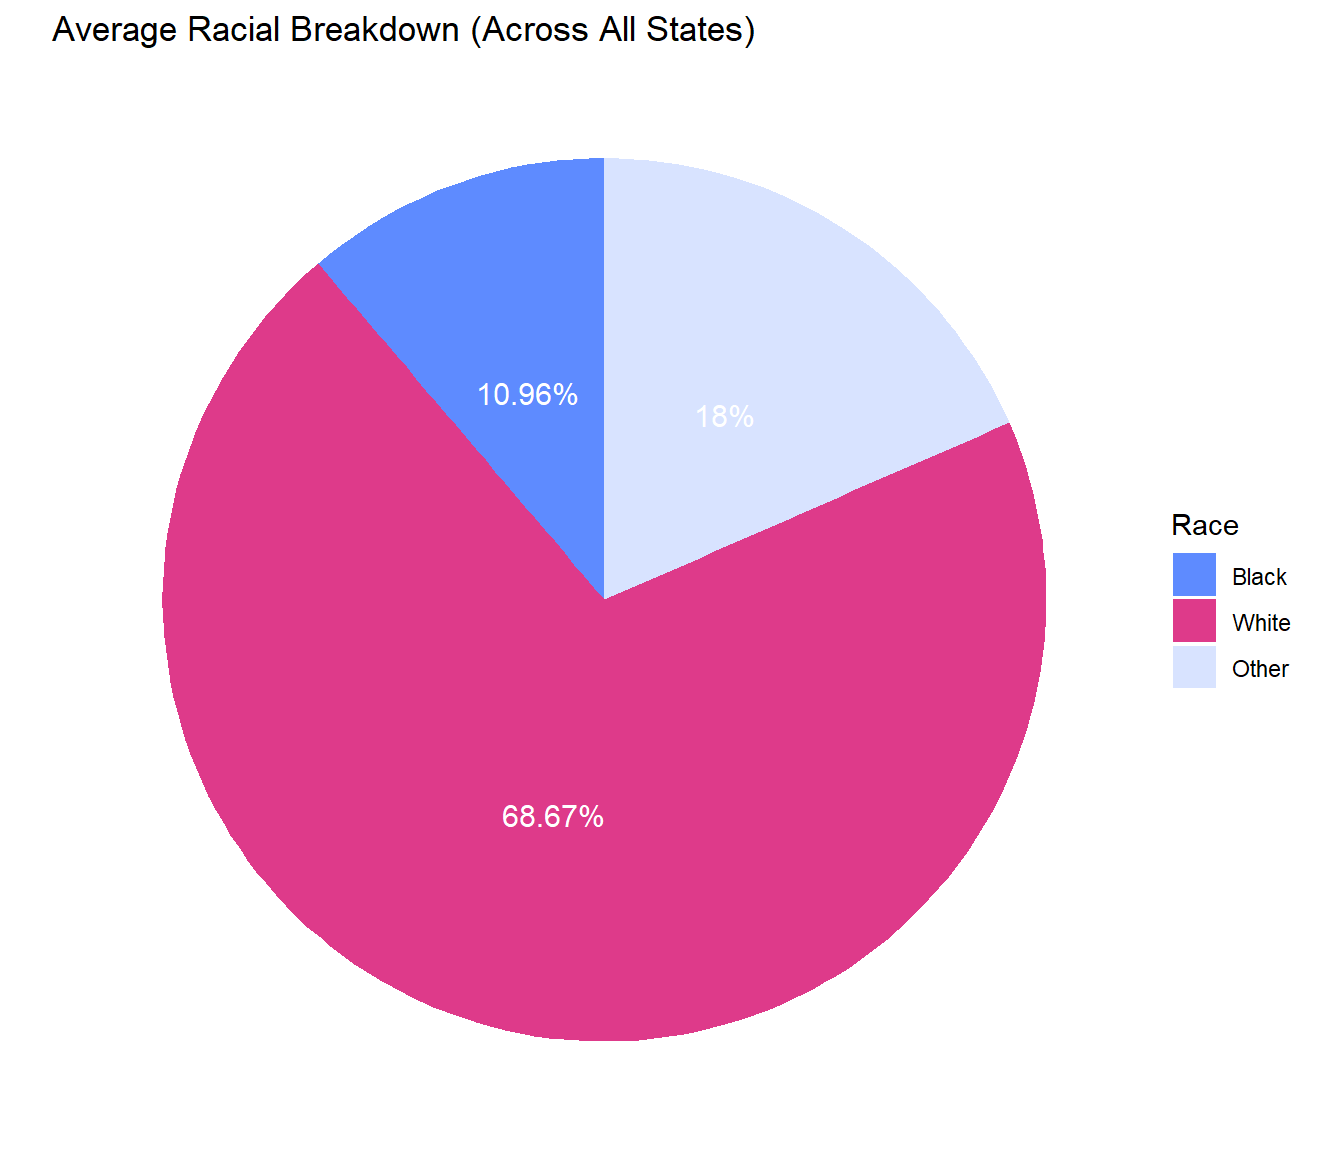 Average Racial Breakdown (Across All States)
10.96%
18%
68.67%
Race
Black
White
Other